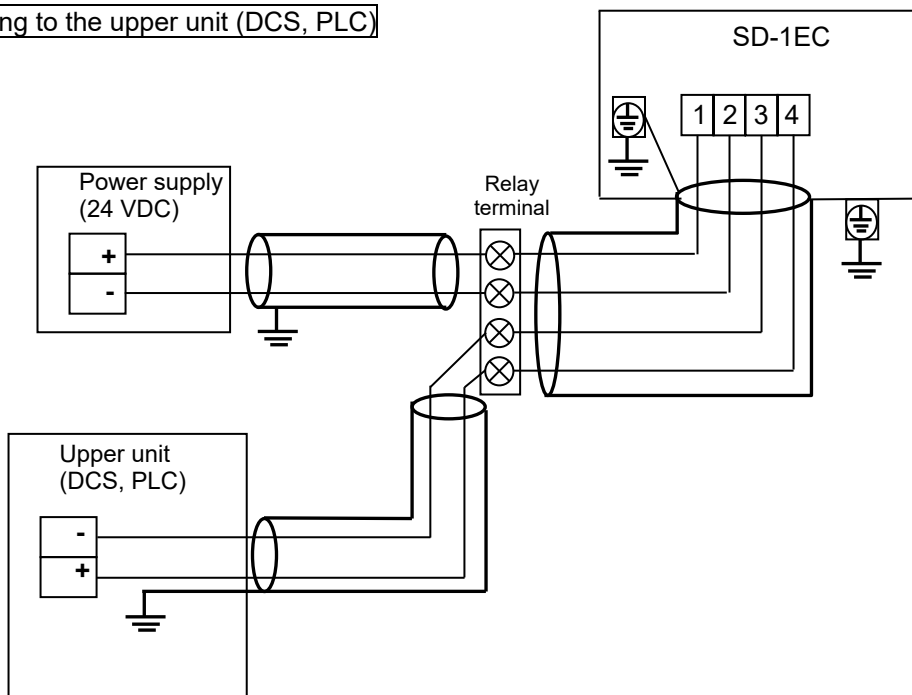 ng to the upper unit (DCS, PLC)
SD-1EC
1 2 3 4
Power supply
(24 VDC)
+
-
Relay
terminal
Upper unit
(DCS, PLC)
-
+